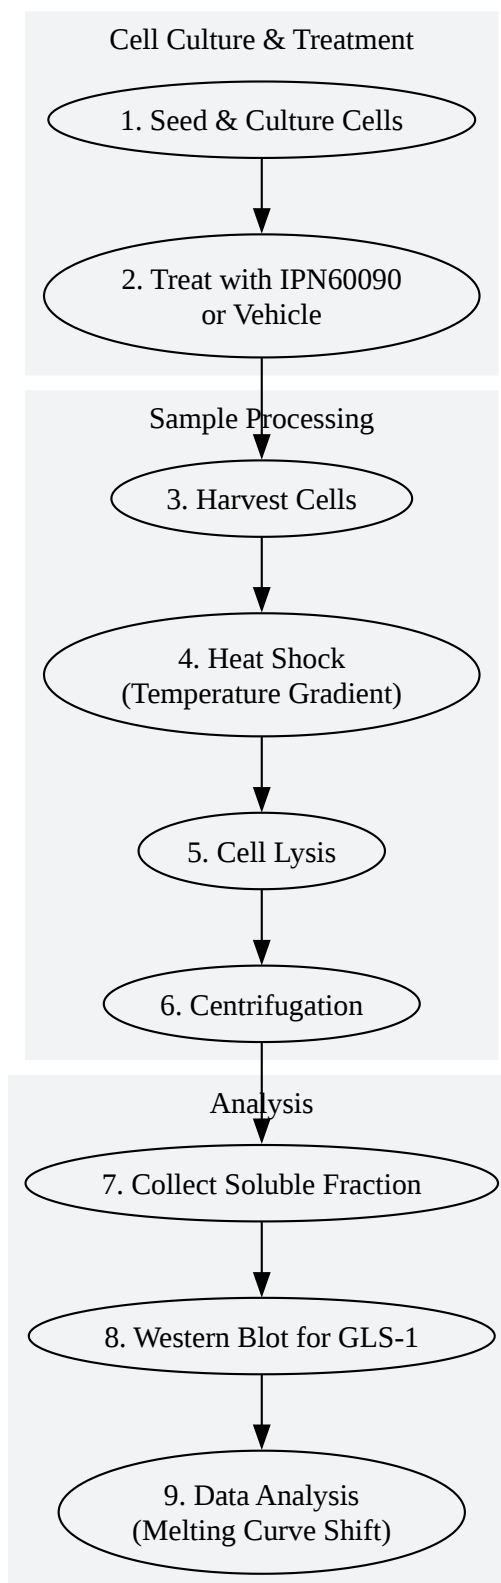 Cell Culture & Treatment
1. Seed & Culture Cells
2. Treat with IPN60090
or Vehicle
Sample Processing
3. Harvest Cells
4. Heat Shock
(Temperature Gradient)
5. Cell Lysis
6. Centrifugation
Analysis
7. Collect Soluble Fraction
8. Western Blot for GLS-1
9. Data Analysis
(Melting Curve Shift)